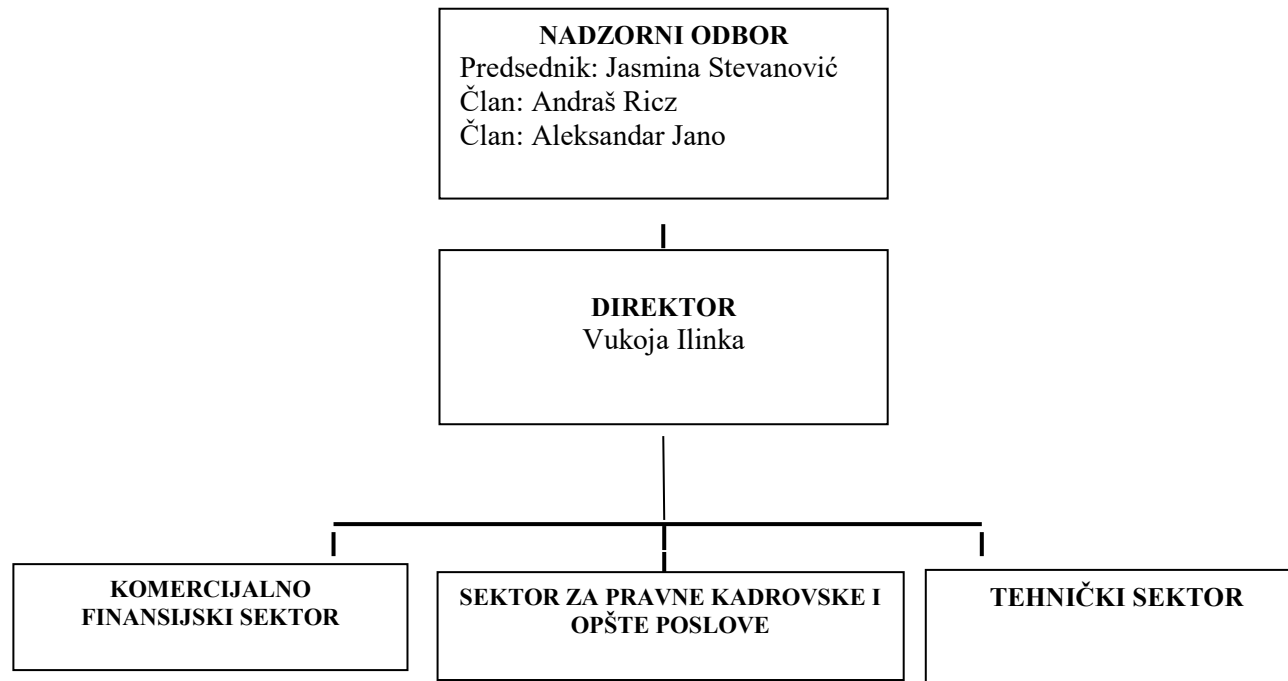 NADZORNI ODBOR
Predsednik: Jasmina Stevanović
Član: Andraš Ricz
Član: Aleksandar Jano
DIREKTOR
Vukoja Ilinka
KOMERCIJALNO
FINANSIJSKI SEKTOR
SEKTOR ZA PRAVNE KADROVSKE I
OPŠTE POSLOVE
TEHNIČKI SEKTOR